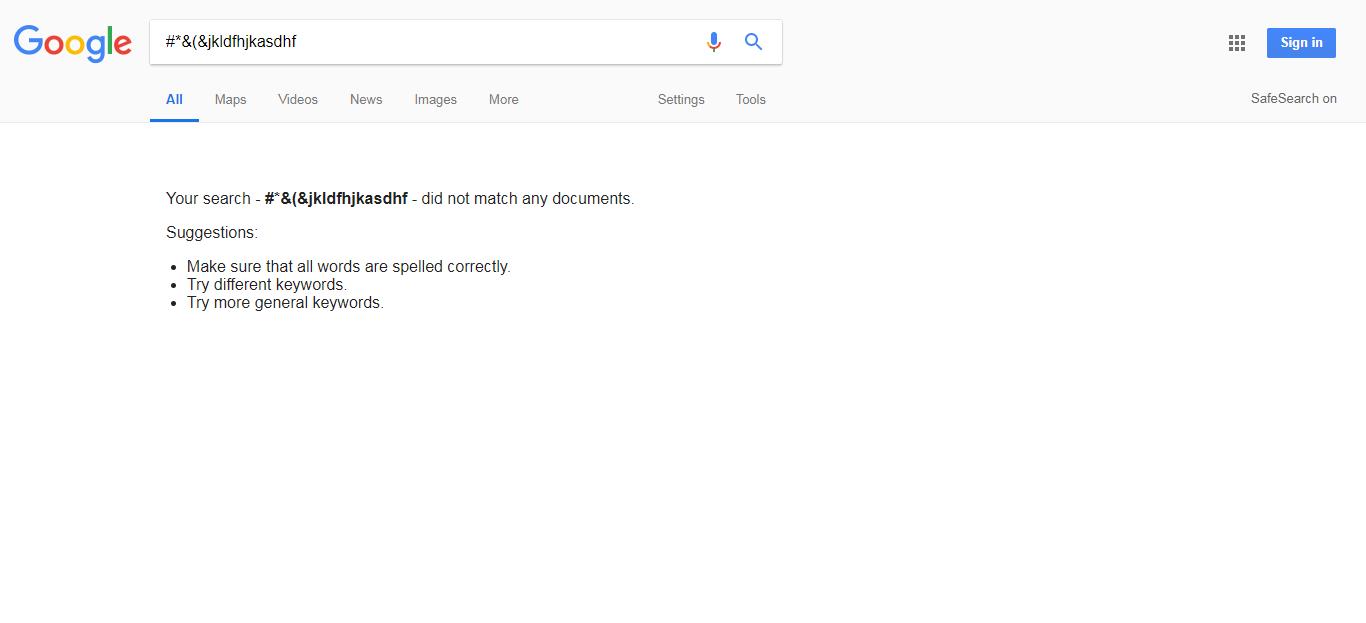 Google
#*&(&jkldfhjkasdhf
Sign in
All Maps Videos News Images More Settings Tools
SafeSearch on
Your search - #*&(&jkldfhjkasdhf - did not match any documents.
Suggestions:
Make sure that all words are spelled correctly.
Try different keywords.
Try more general keywords.